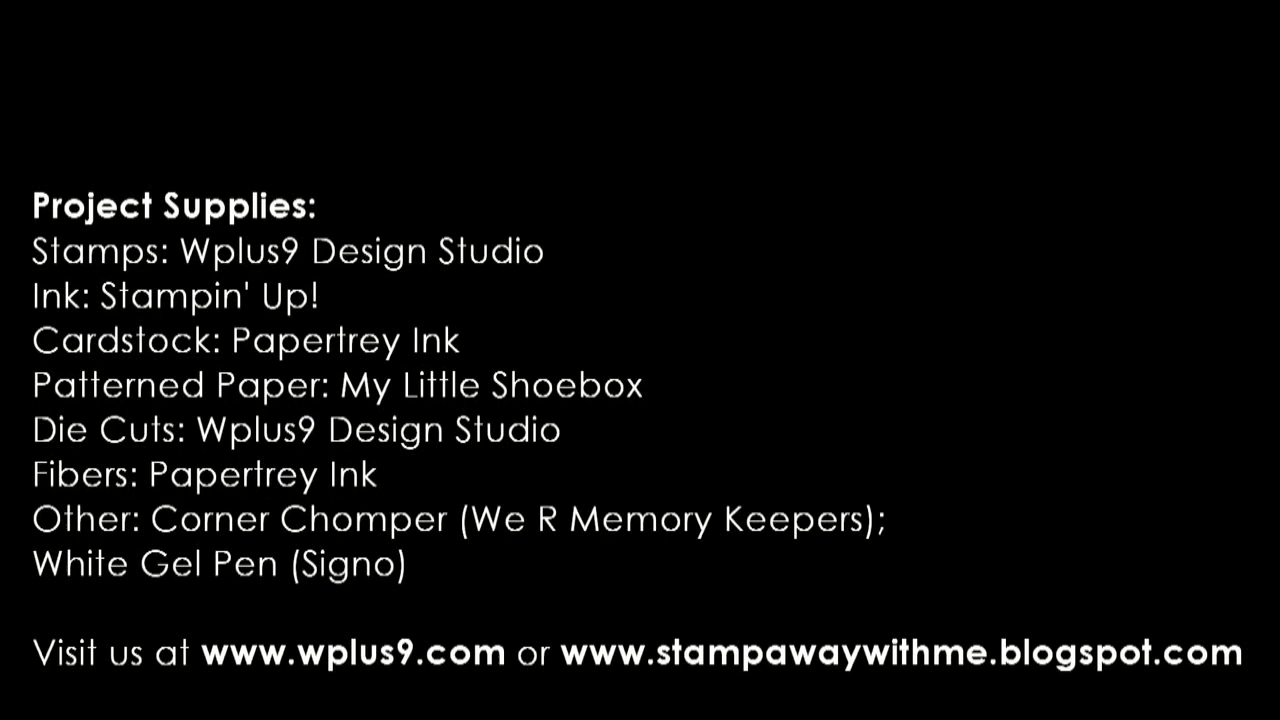 Project Supplies:
Stamps: Wplus9 Design Studio
Ink: Stampin' Up!
Cardstock: Papertrey Ink
Patterned Paper: My Little Shoebox
Die Cuts: Wplus9 Design Studio
Fibers: Papertrey Ink
Other: Corner Chomper (We R Memory Keepers);
White Gel Pen (Signo)
Visit us at www.wplus9.com or www.stampawaywithme.blogspot.com